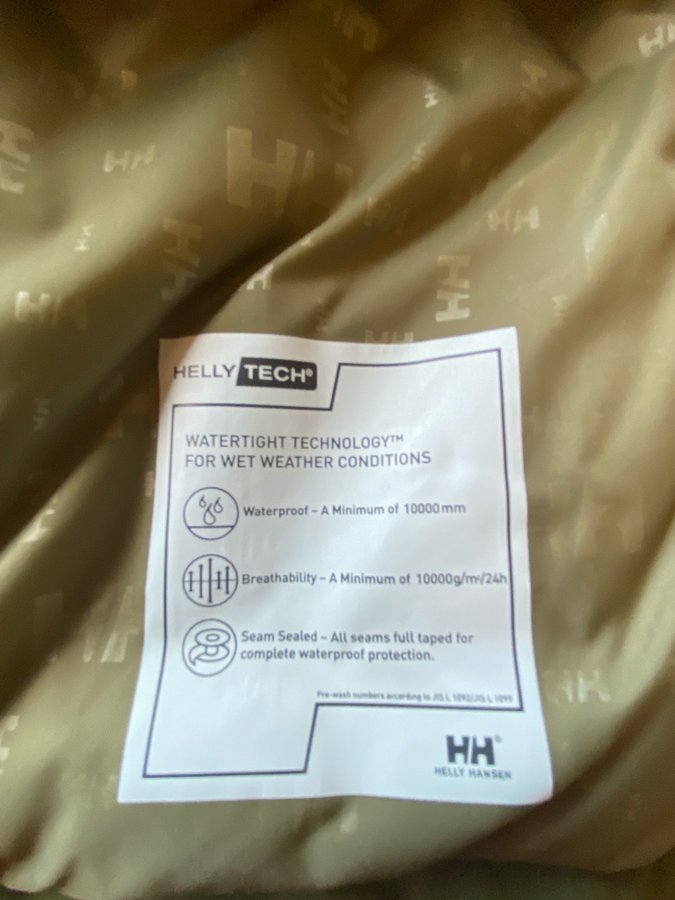 HELLY TECH®
WATERTIGHT TECHNOLOGY™
FOR WET WEATHER CONDITIONS
Waterproof – A Minimum of 10000mm
Breathability – A Minimum of 10000g/m²/24h
Seam Sealed – All seams full taped for
complete waterproof protection.
Pre-wash numbers according to JIS L 1092/JIS L 1099
HH®
HELLY HANSEN